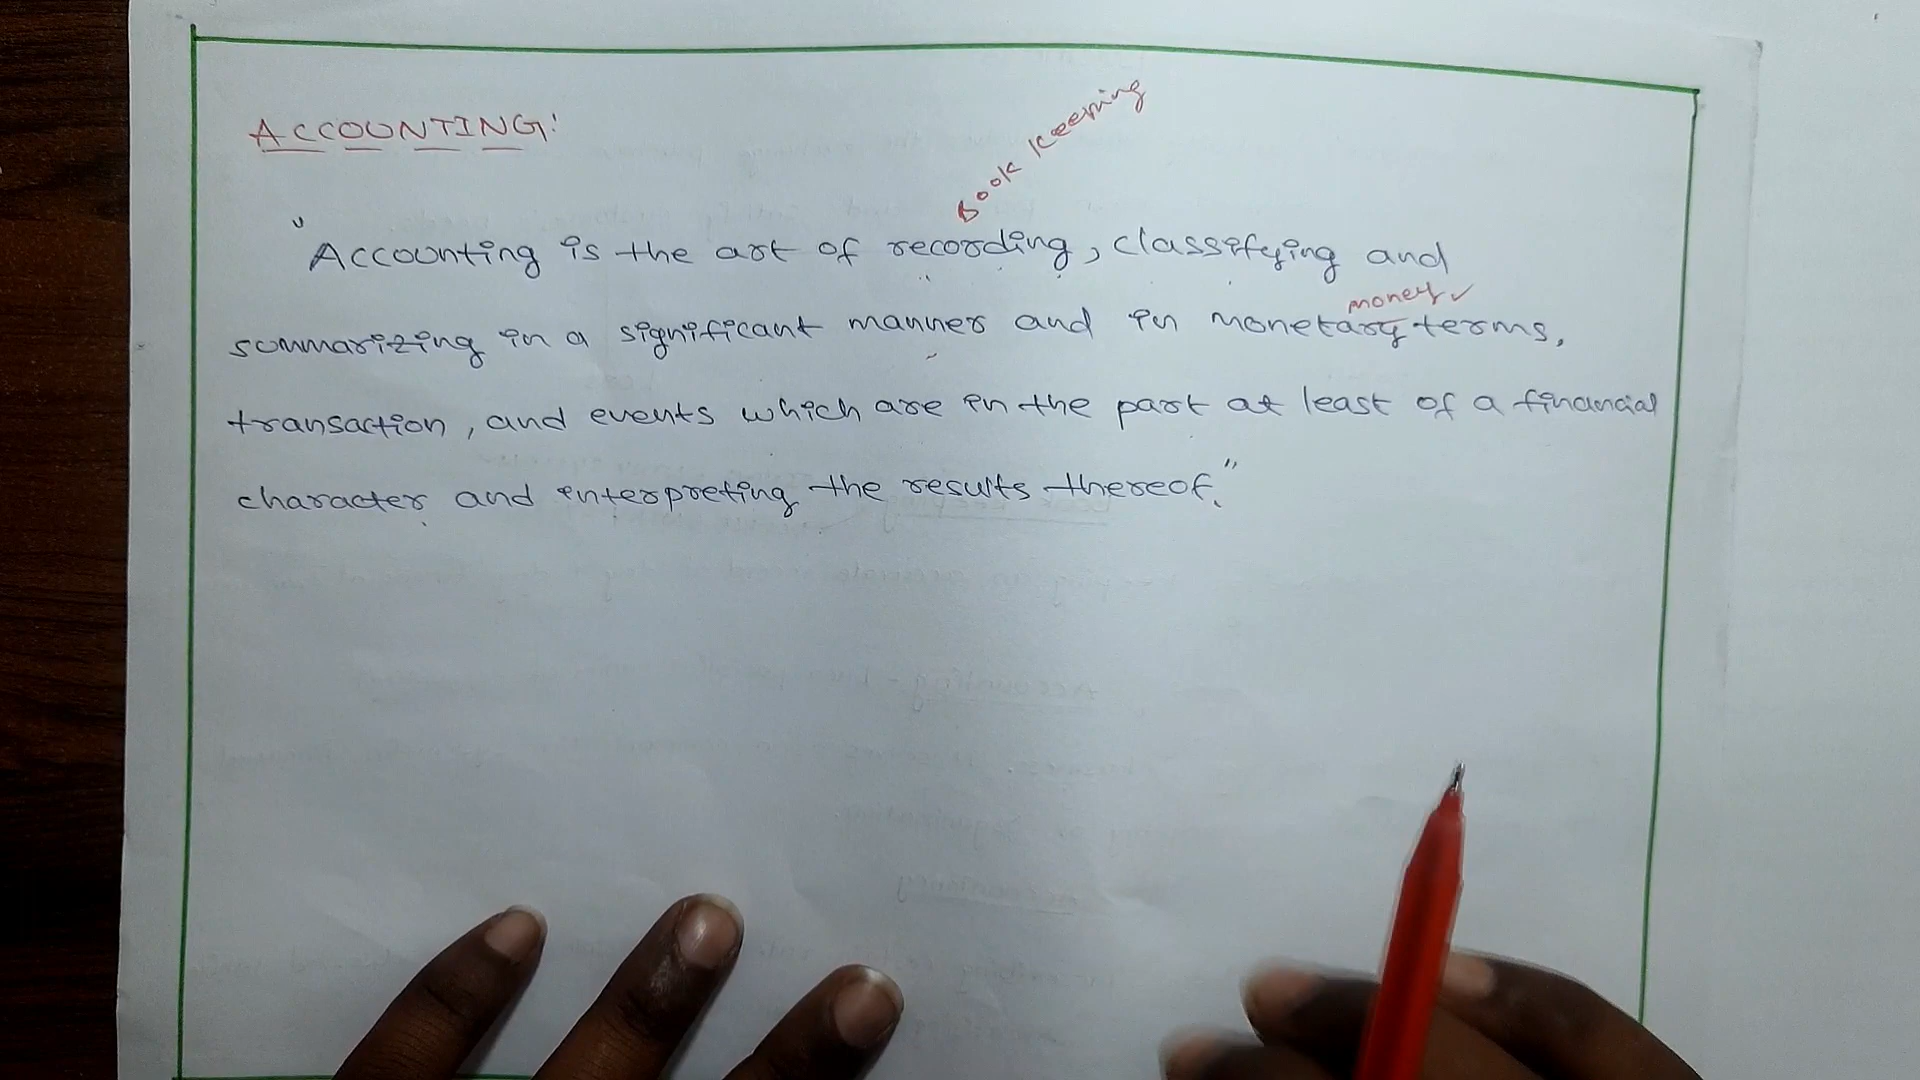 ACCOUNTING:
Book Keeping
"Accounting is the art of recording, classifying and
money
summarizing in a significant manner and in monetary terms,
transaction, and events which are in the part at least of a financial
character and interpreting the results thereof."